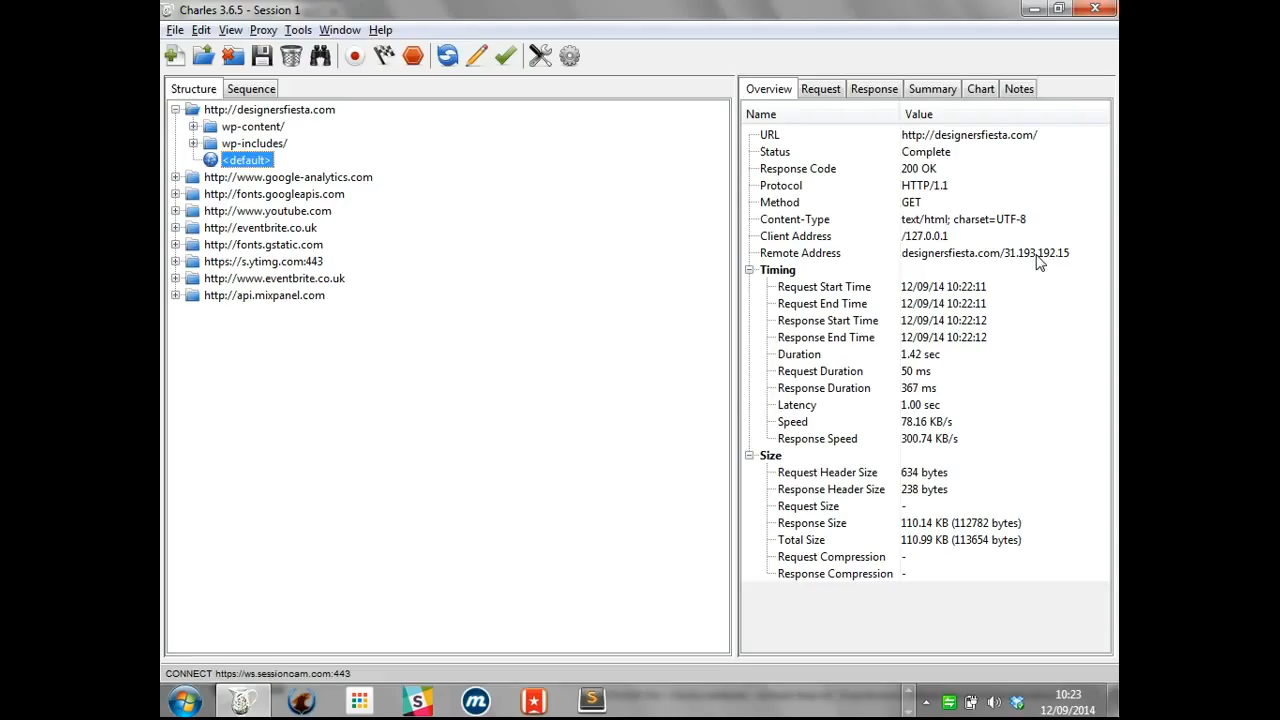 Charles 3.6.5 - Session 1
File Edit View Proxy Tools Window Help
Structure Sequence
http://designersfiesta.com
wp-content/
wp-includes/
<default>
http://www.google-analytics.com
http://fonts.googleapis.com
http://www.youtube.com
http://eventbrite.co.uk
http://fonts.gstatic.com
https://s.ytimg.com:443
http://www.eventbrite.co.uk
http://api.mixpanel.com
Overview Request Response Summary Chart Notes
Name Value
URL http://designersfiesta.com/
Status Complete
Response Code 200 OK
Protocol HTTP/1.1
Method GET
Content-Type text/html; charset=UTF-8
Client Address /127.0.0.1
Remote Address designersfiesta.com/31.193.192.15
Timing
Request Start Time 12/09/14 10:22:11
Request End Time 12/09/14 10:22:11
Response Start Time 12/09/14 10:22:12
Response End Time 12/09/14 10:22:12
Duration 1.42 sec
Request Duration 50 ms
Response Duration 367 ms
Latency 1.00 sec
Speed 78.16 KB/s
Response Speed 300.74 KB/s
Size
Request Header Size 634 bytes
Response Header Size 238 bytes
Request Size -
Response Size 110.14 KB (112782 bytes)
Total Size 110.99 KB (113654 bytes)
Request Compression -
Response Compression -
CONNECT https://ws.sessioncam.com:443
S m S
10:23
12/09/2014